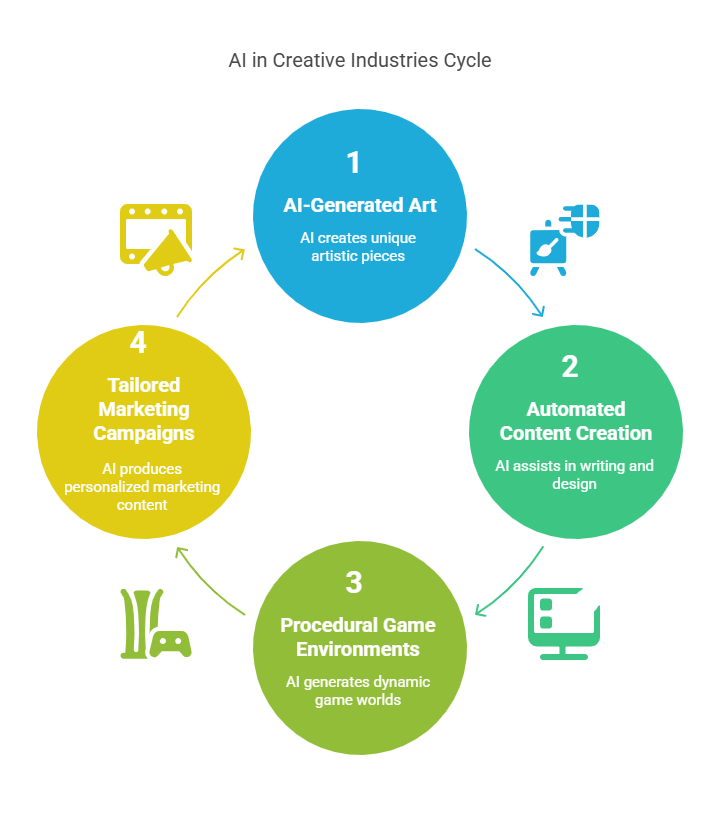 AI in Creative Industries Cycle
1
AI-Generated Art
AI creates unique
artistic pieces
2
Automated
Content Creation
AI assists in writing and
design
3
Procedural Game
Environments
AI generates dynamic
game worlds
4
Tailored
Marketing
Campaigns
AI produces
personalized marketing
content